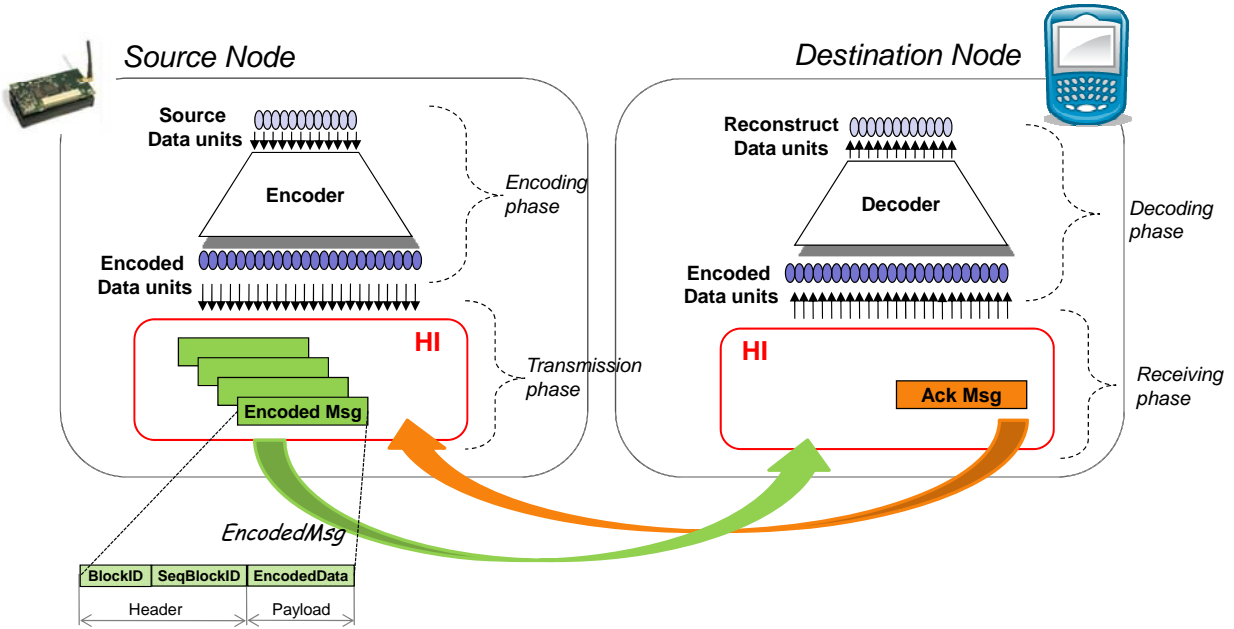 Source Node
Destination Node
Source
Data units
Encoder
Encoding
phase
Encoded
Data units
HI
Transmission
phase
Encoded Msg
EncodedMsg
BlockID SeqBlockID EncodedData
Header Payload
Reconstruct
Data units
Decoder
Decoding
phase
Encoded
Data units
HI
Ack Msg
Receiving
phase